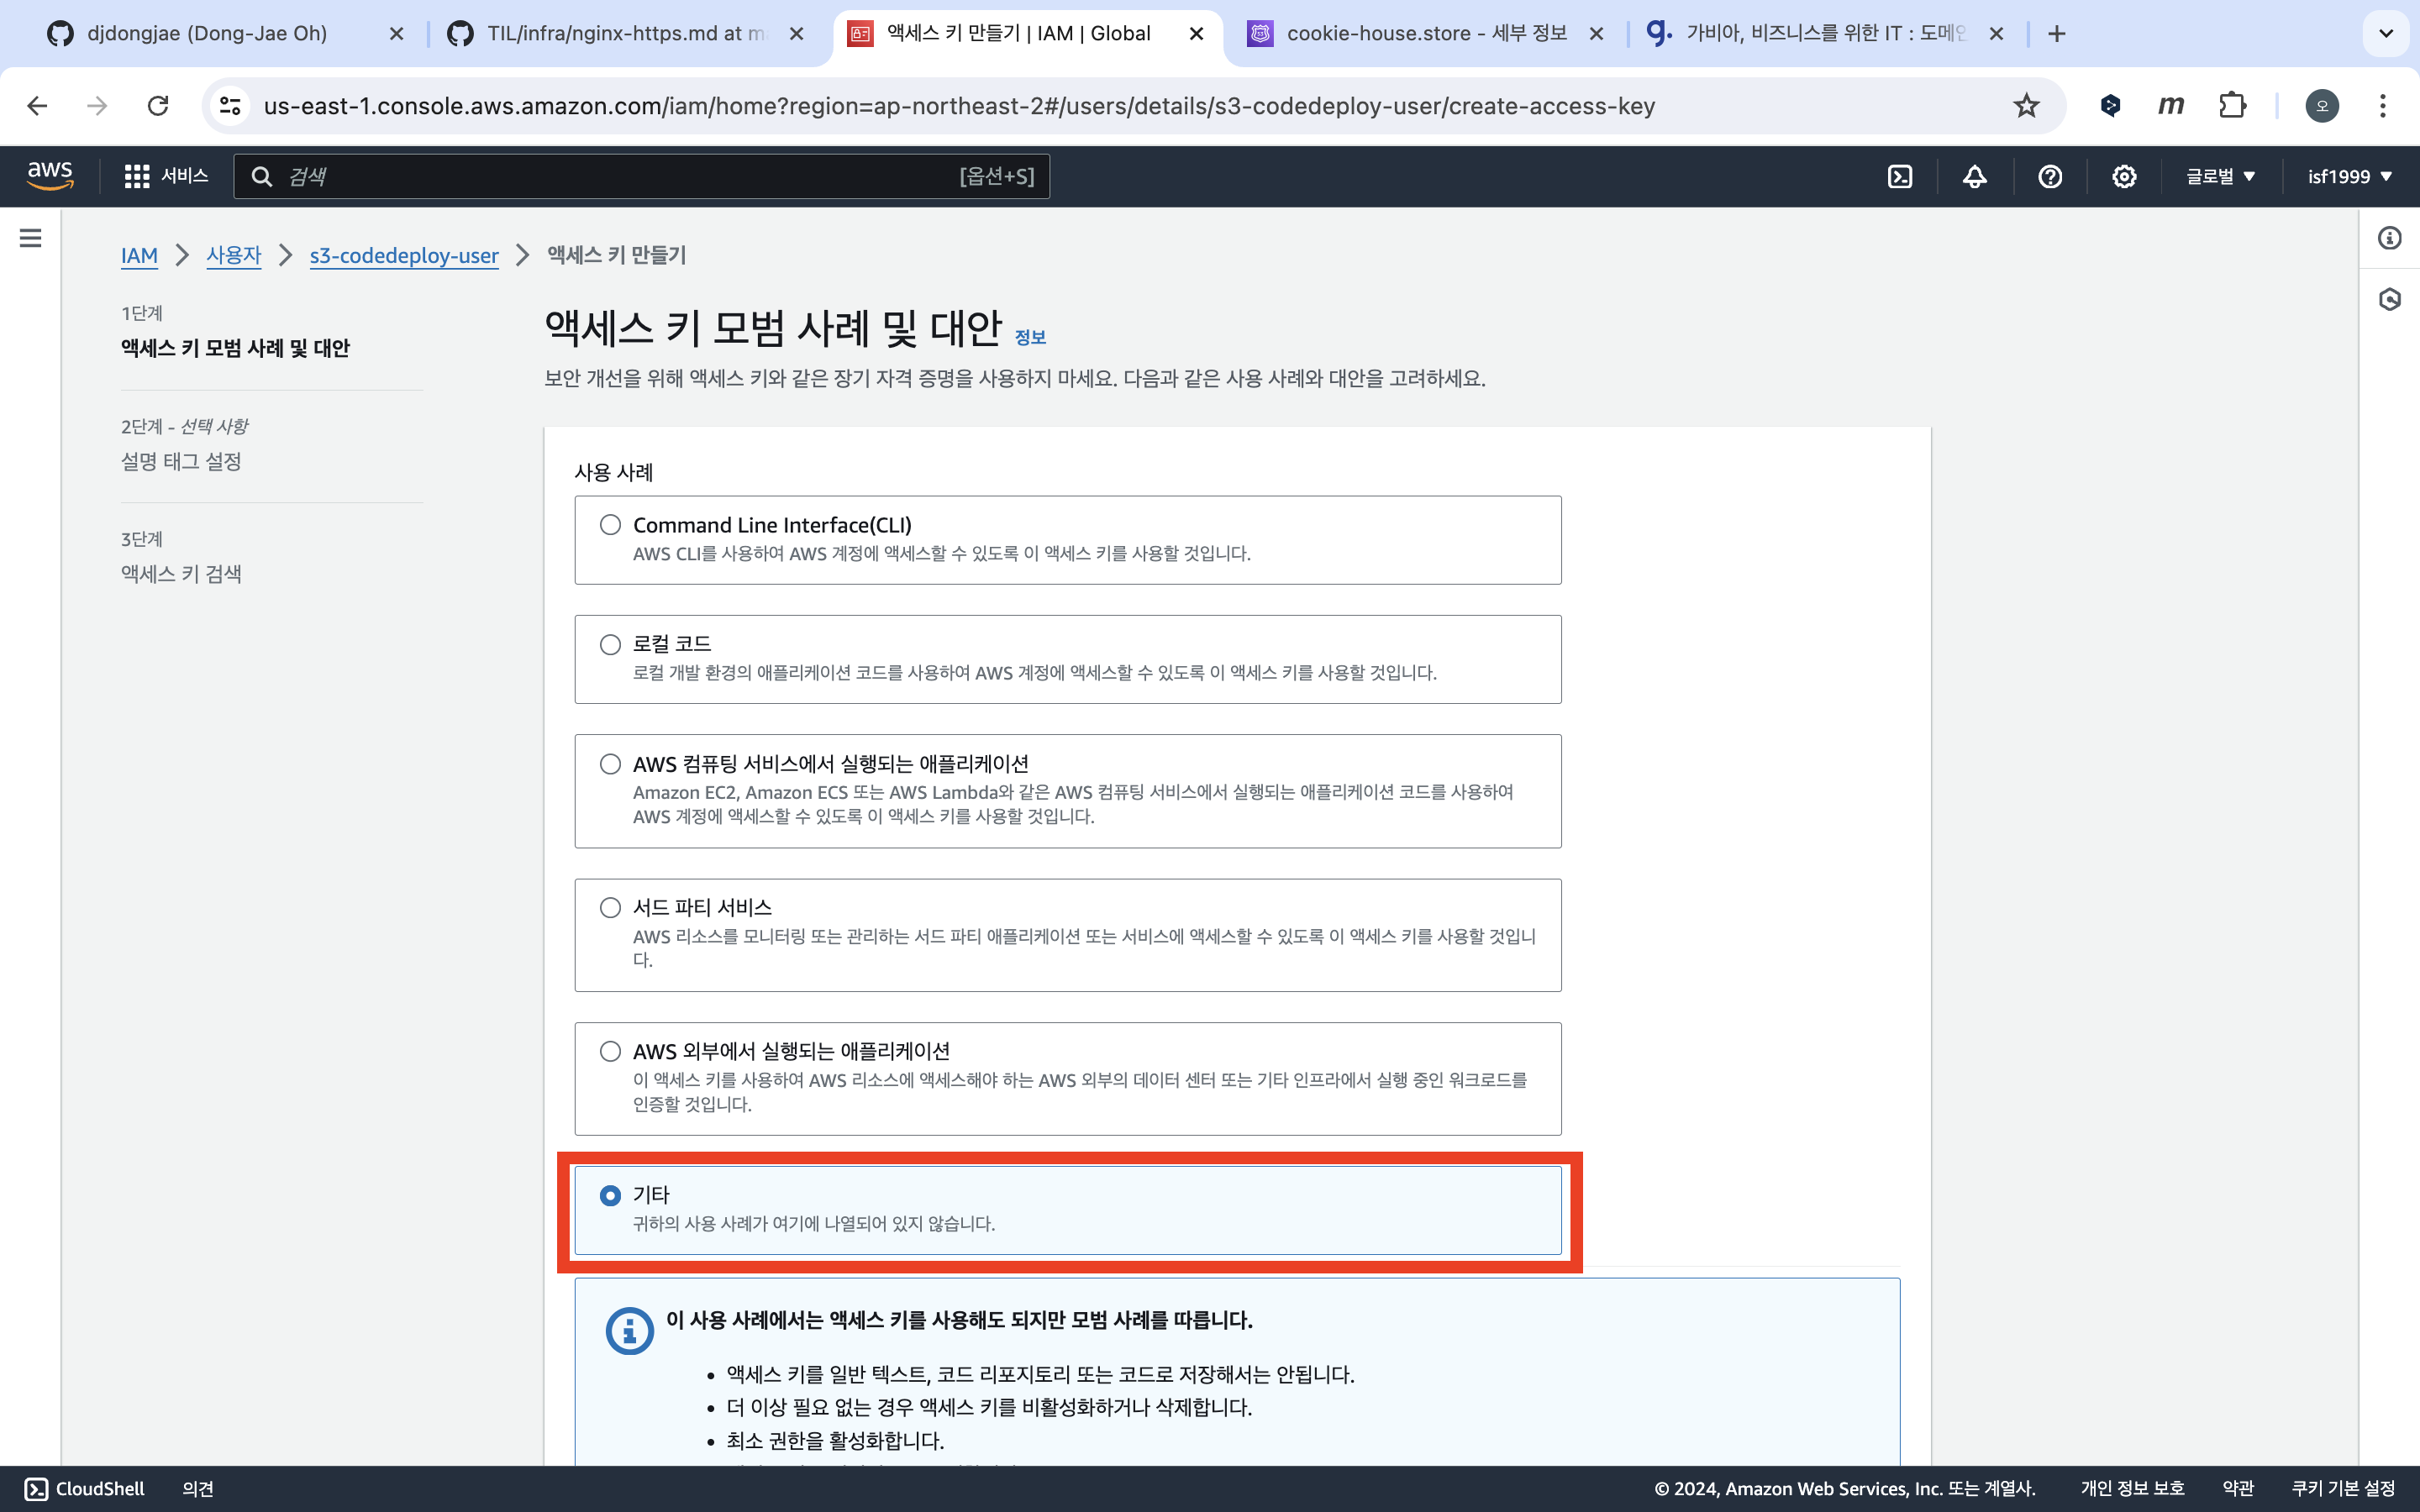 djdongjae (Dong-Jae Oh)
TIL/infra/nginx-https.md at m
액세스 키 만들기 | IAM | Global
cookie-house.store - 세부 정보
가비아, 비즈니스를 위한 IT : 도메인
us-east-1.console.aws.amazon.com/iam/home?region=ap-northeast-2#/users/details/s3-codedeploy-user/create-access-key
m
오
aws
서비스
검색
[옵션+S]
글로벌
isf1999
IAM
사용자
s3-codedeploy-user
액세스 키 만들기
1단계
액세스 키 모범 사례 및 대안
2단계 - 선택 사항
설명 태그 설정
3단계
액세스 키 검색
액세스 키 모범 사례 및 대안 정보
보안 개선을 위해 액세스 키와 같은 장기 자격 증명을 사용하지 마세요. 다음과 같은 사용 사례와 대안을 고려하세요.
사용 사례
Command Line Interface(CLI)
AWS CLI를 사용하여 AWS 계정에 액세스할 수 있도록 이 액세스 키를 사용할 것입니다.
로컬 코드
로컬 개발 환경의 애플리케이션 코드를 사용하여 AWS 계정에 액세스할 수 있도록 이 액세스 키를 사용할 것입니다.
AWS 컴퓨팅 서비스에서 실행되는 애플리케이션
Amazon EC2, Amazon ECS 또는 AWS Lambda와 같은 AWS 컴퓨팅 서비스에서 실행되는 애플리케이션 코드를 사용하여
AWS 계정에 액세스할 수 있도록 이 액세스 키를 사용할 것입니다.
서드 파티 서비스
AWS 리소스를 모니터링 또는 관리하는 서드 파티 애플리케이션 또는 서비스에 액세스할 수 있도록 이 액세스 키를 사용할 것입니
다.
AWS 외부에서 실행되는 애플리케이션
이 액세스 키를 사용하여 AWS 리소스에 액세스해야 하는 AWS 외부의 데이터 센터 또는 기타 인프라에서 실행 중인 워크로드를
인증할 것입니다.
기타
귀하의 사용 사례가 여기에 나열되어 있지 않습니다.
이 사용 사례에서는 액세스 키를 사용해도 되지만 모범 사례를 따릅니다.
• 액세스 키를 일반 텍스트, 코드 리포지토리 또는 코드로 저장해서는 안됩니다.
• 더 이상 필요 없는 경우 액세스 키를 비활성화하거나 삭제합니다.
• 최소 권한을 활성화합니다.
CloudShell
의견
© 2024, Amazon Web Services, Inc. 또는 계열사.
개인 정보 보호
약관
쿠키 기본 설정